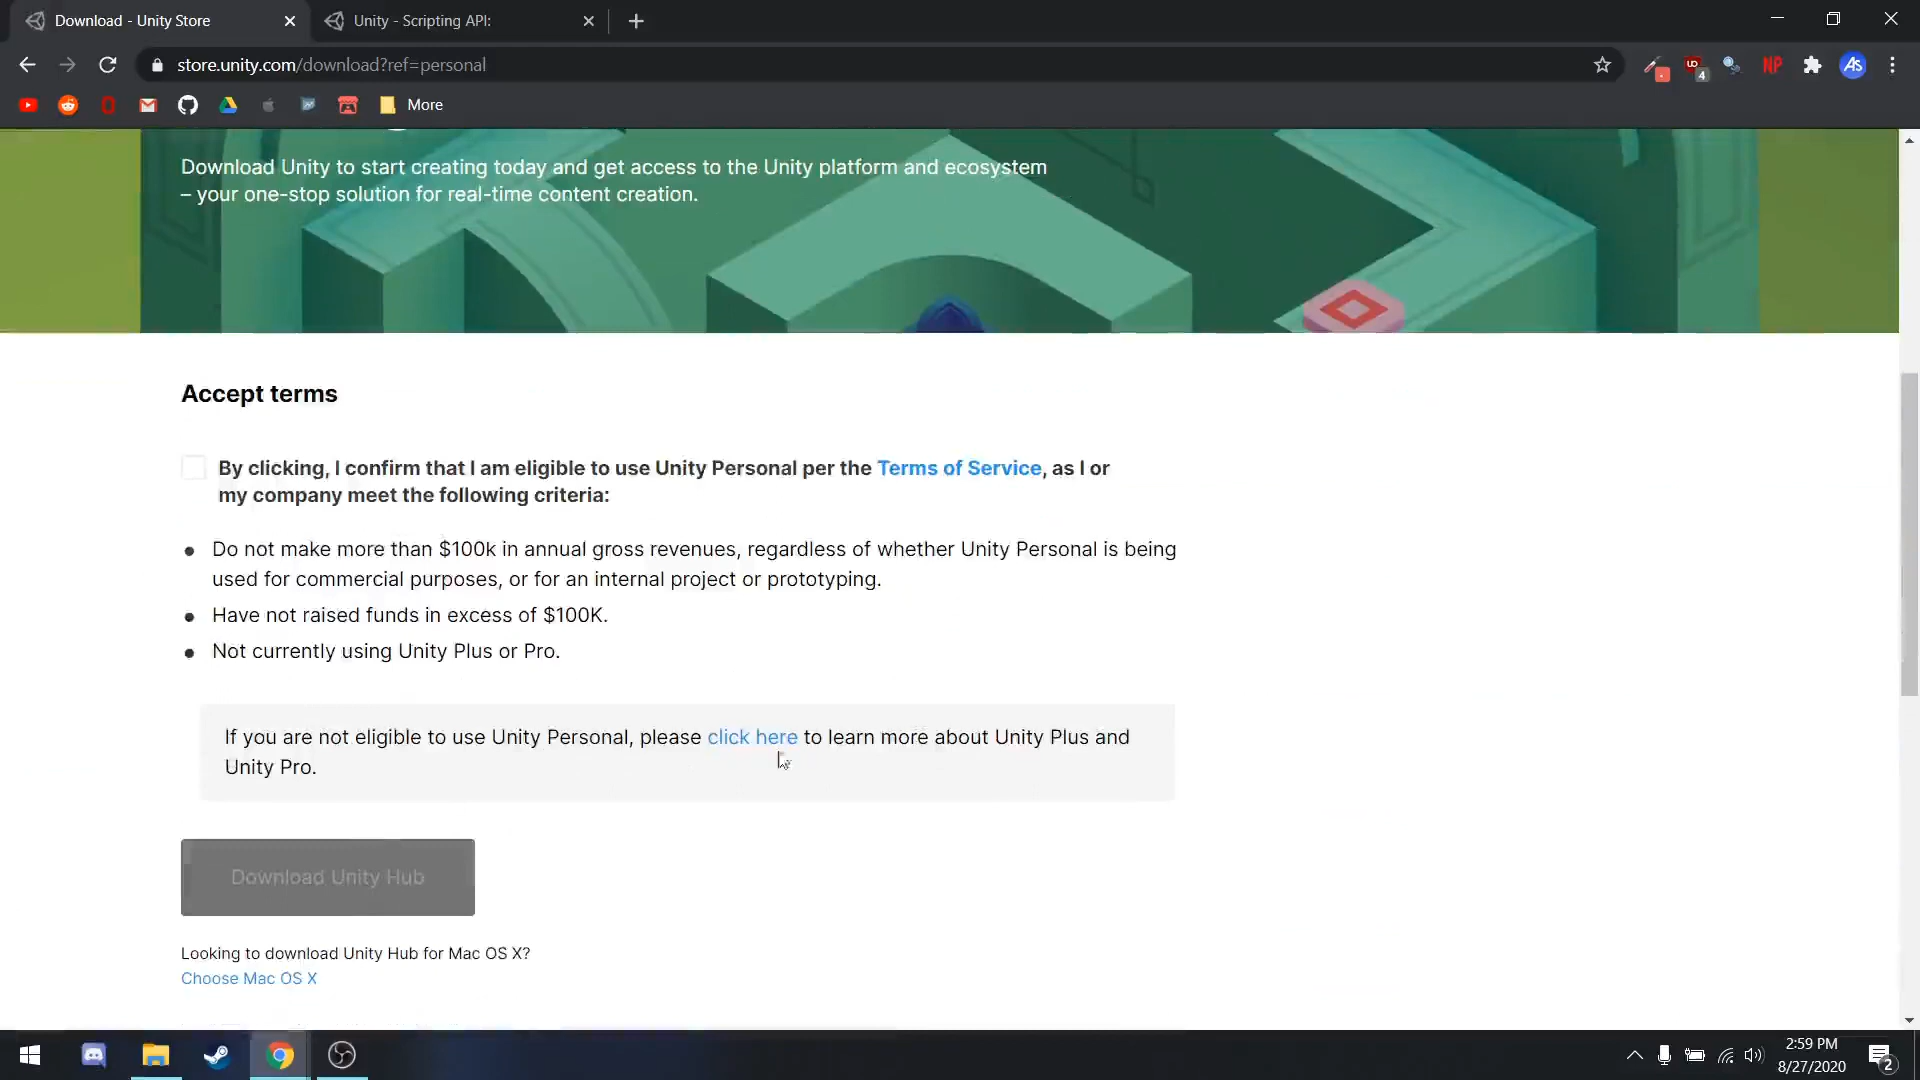 Download - Unity Store
Unity - Scripting API:
store.unity.com/download?ref=personal
UO
4
NP
As
More
Download Unity to start creating today and get access to the Unity platform and ecosystem
– your one-stop solution for real-time content creation.
Accept terms
By clicking, I confirm that I am eligible to use Unity Personal per the Terms of Service, as I or
my company meet the following criteria:
Do not make more than $100k in annual gross revenues, regardless of whether Unity Personal is being
used for commercial purposes, or for an internal project or prototyping.
Have not raised funds in excess of $100K.
Not currently using Unity Plus or Pro.
If you are not eligible to use Unity Personal, please click here to learn more about Unity Plus and
Unity Pro.
Download Unity Hub
Looking to download Unity Hub for Mac OS X?
Choose Mac OS X
2:59 PM
8/27/2020
2